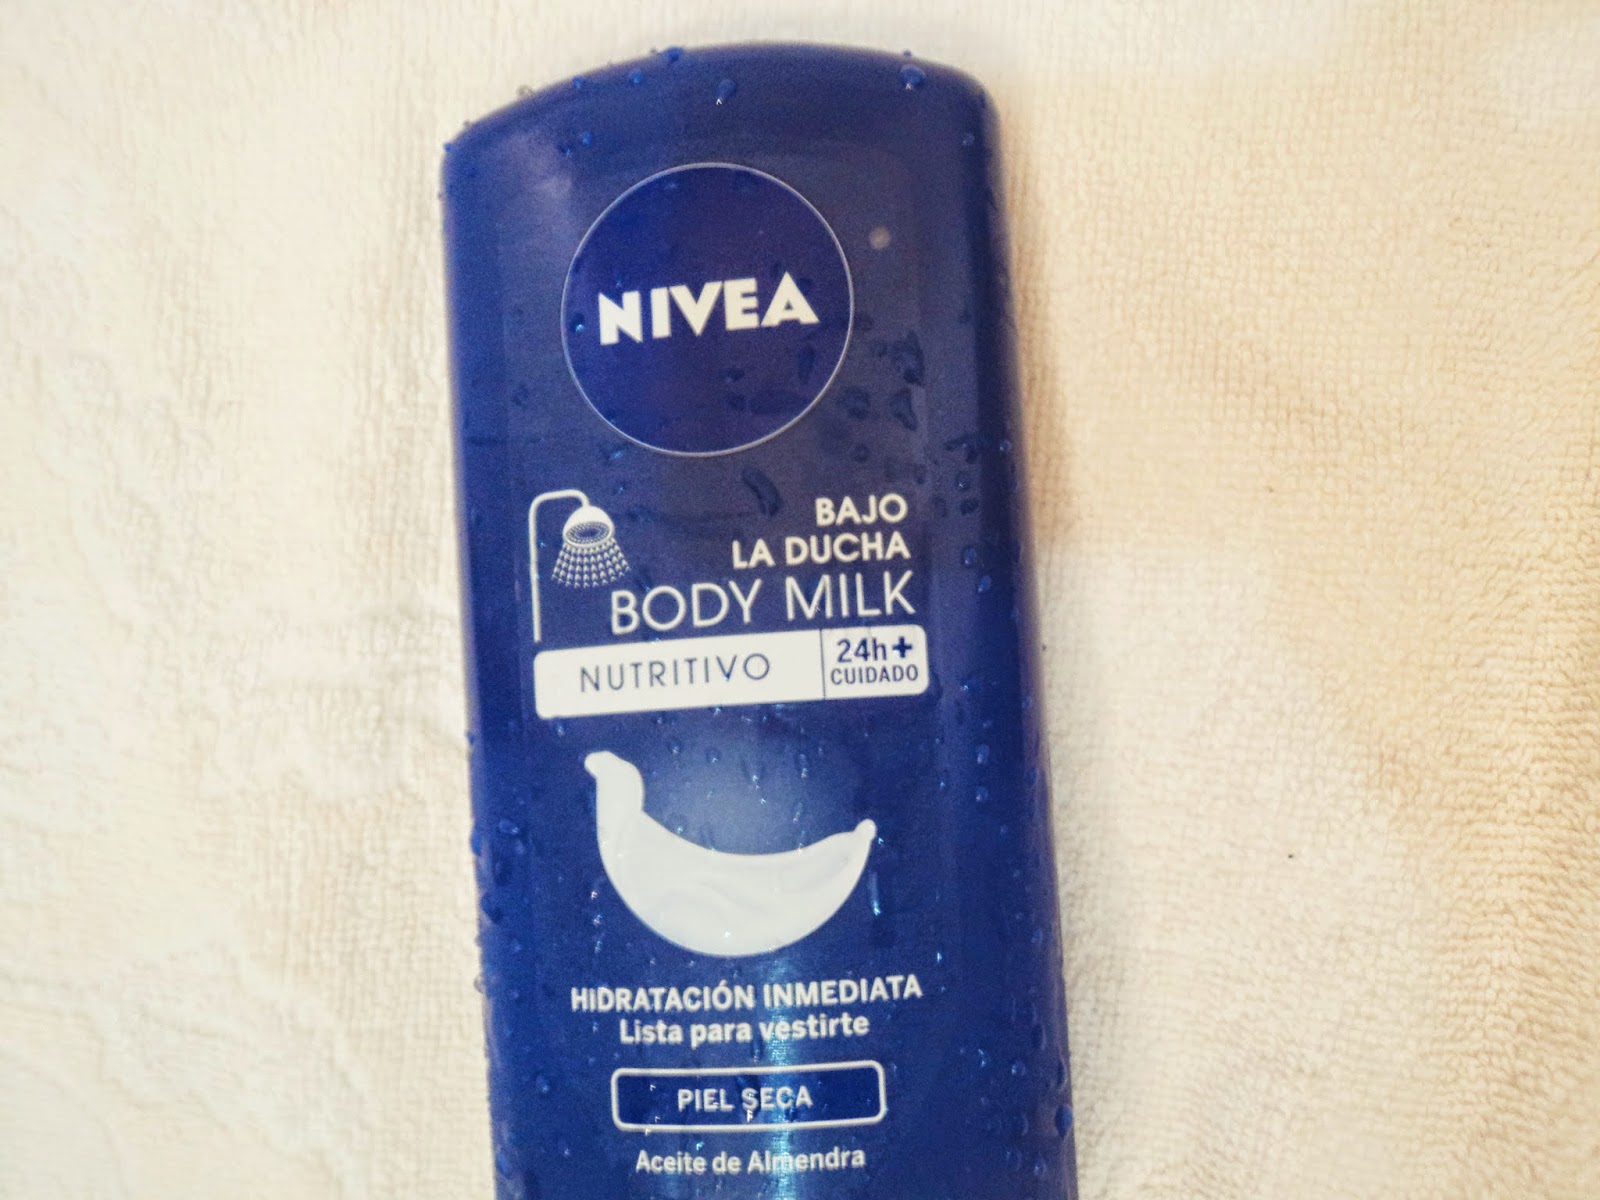 NIVEA
BAJO
LA DUCHA
BODY MILK
NUTRITIVO
24h+
CUIDADO
HIDRATACIÓN INMEDIATA
Lista para vestirte
PIEL SECA
Aceite de Almendra